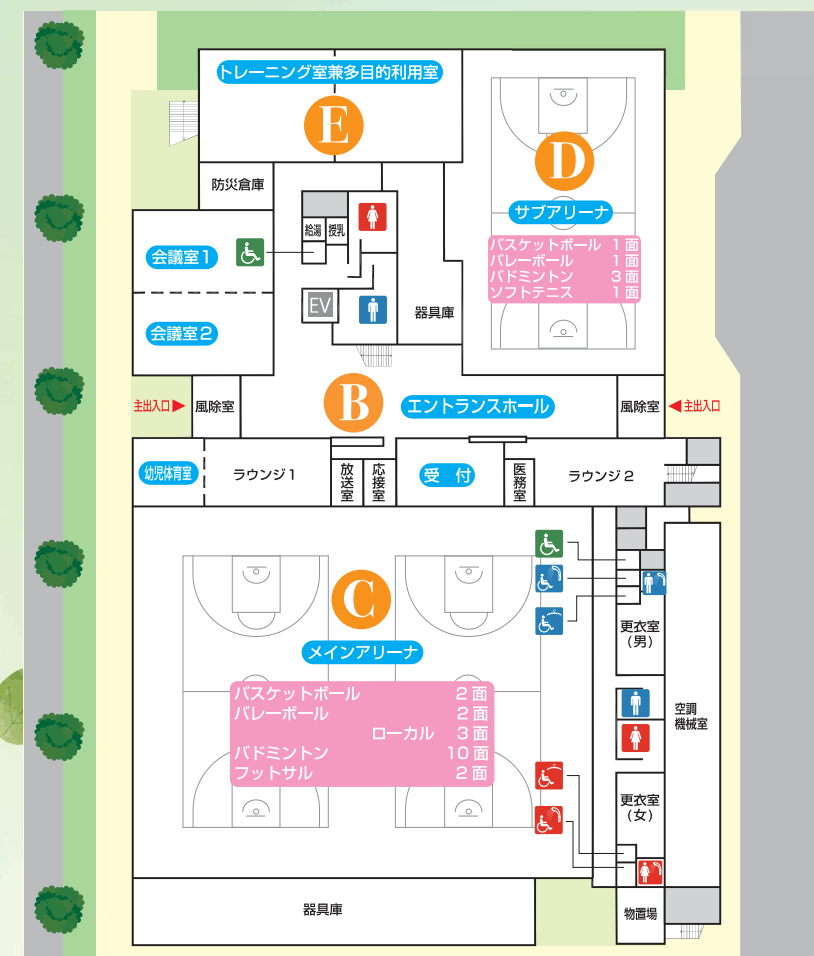 トレーニング室兼多目的利用室
E
D
防災倉庫
サブアリーナ
給湯
授乳
バスケットボール 1面
バレーボール 1面
バドミントン 3面
ソフトテニス 1面
会議室1
EV
器具庫
会議室2
主出入口
風除室
B
エントランスホール
風除室
主出入口
幼児体育室
ラウンジ1
放送室
応接室
受付
医務室
ラウンジ2
C
メインアリーナ
更衣室
(男)
バスケットボール 2面
バレーボール 2面
ローカル 3面
バドミントン 10面
フットサル 2面
空調
機械室
更衣室
(女)
器具庫
物置場